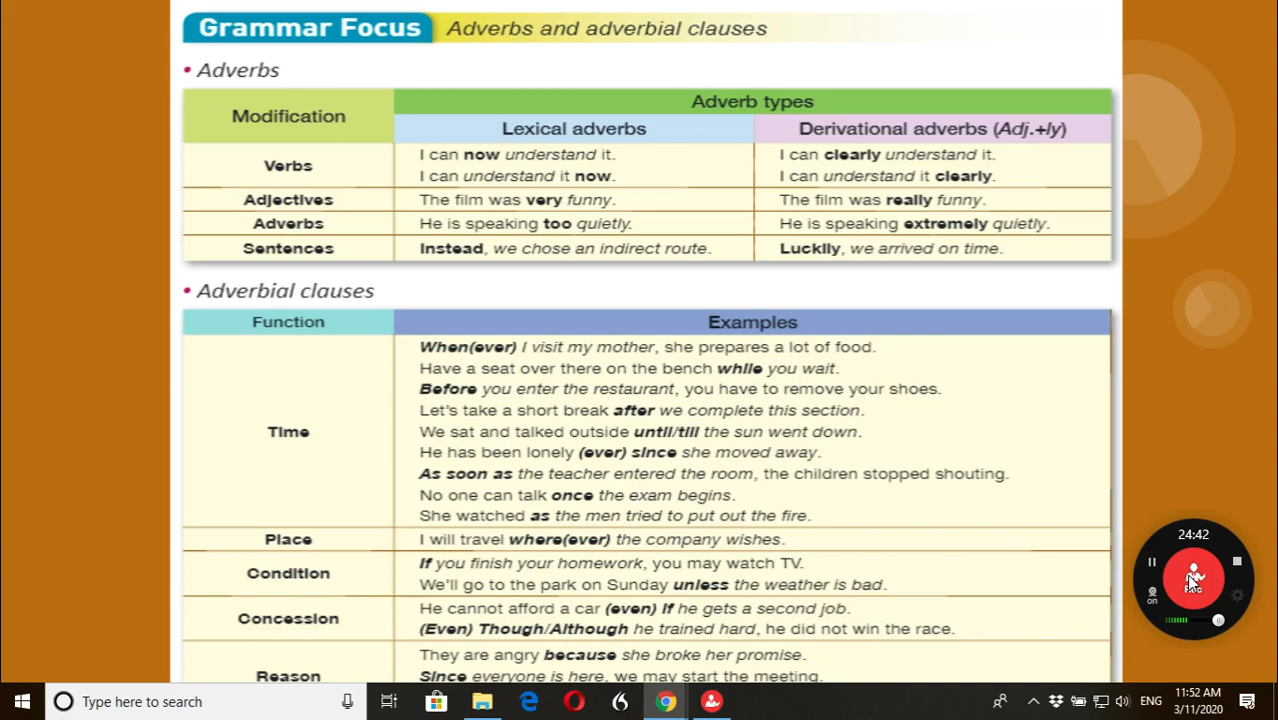 Grammar Focus Adverbs and adverbial clauses
• Adverbs
Modification Adverb types
Lexical adverbs Derivational adverbs (Adj.+ly)
Verbs I can now understand it. I can clearly understand it.
I can understand it now. I can understand it clearly.
Adjectives The film was very funny. The film was really funny.
Adverbs He is speaking too quietly. He is speaking extremely quietly.
Sentences Instead, we chose an indirect route. Luckily, we arrived on time.
• Adverbial clauses
Function Examples
Time When(ever) I visit my mother, she prepares a lot of food.
Have a seat over there on the bench while you wait.
Before you enter the restaurant, you have to remove your shoes.
Let's take a short break after we complete this section.
We sat and talked outside until/till the sun went down.
He has been lonely (ever) since she moved away.
As soon as the teacher entered the room, the children stopped shouting.
No one can talk once the exam begins.
She watched as the men tried to put out the fire.
Place I will travel where(ever) the company wishes.
Condition If you finish your homework, you may watch TV.
We'll go to the park on Sunday unless the weather is bad.
Concession He cannot afford a car (even) if he gets a second job.
(Even) Though/Although he trained hard, he did not win the race.
Reason They are angry because she broke her promise.
Since everyone is here, we may start the meeting.
24:42
on
Type here to search
ENG
11:52 AM
3/11/2020